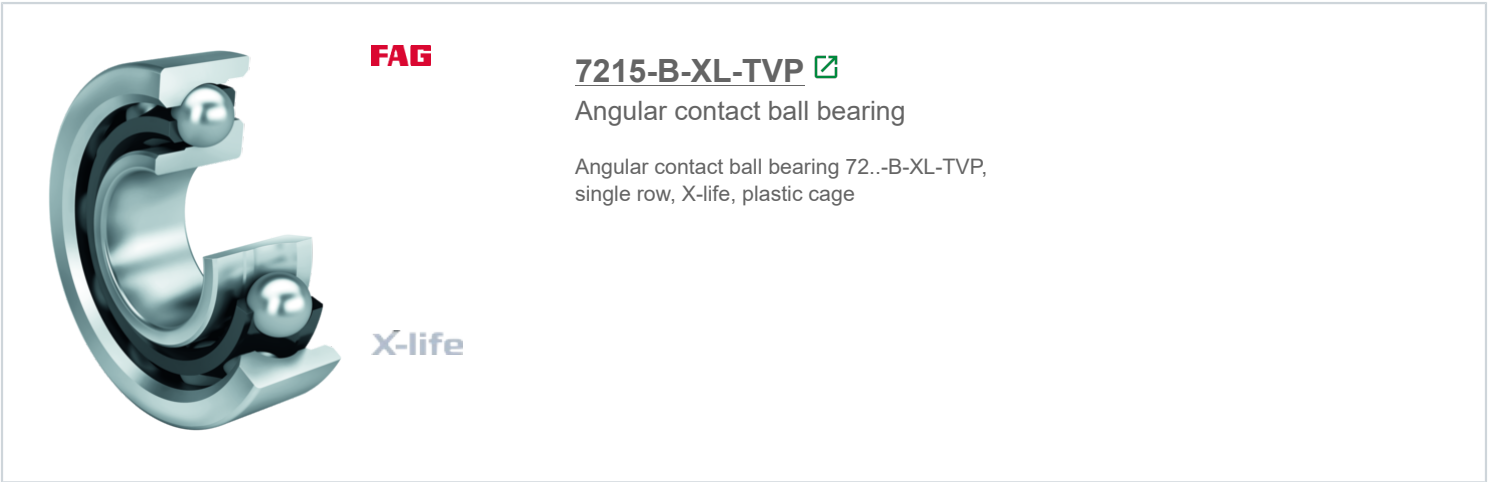 FAG
7215-B-XL-TVP
Angular contact ball bearing
Angular contact ball bearing 72..-B-XL-TVP,
single row, X-life, plastic cage
X-life